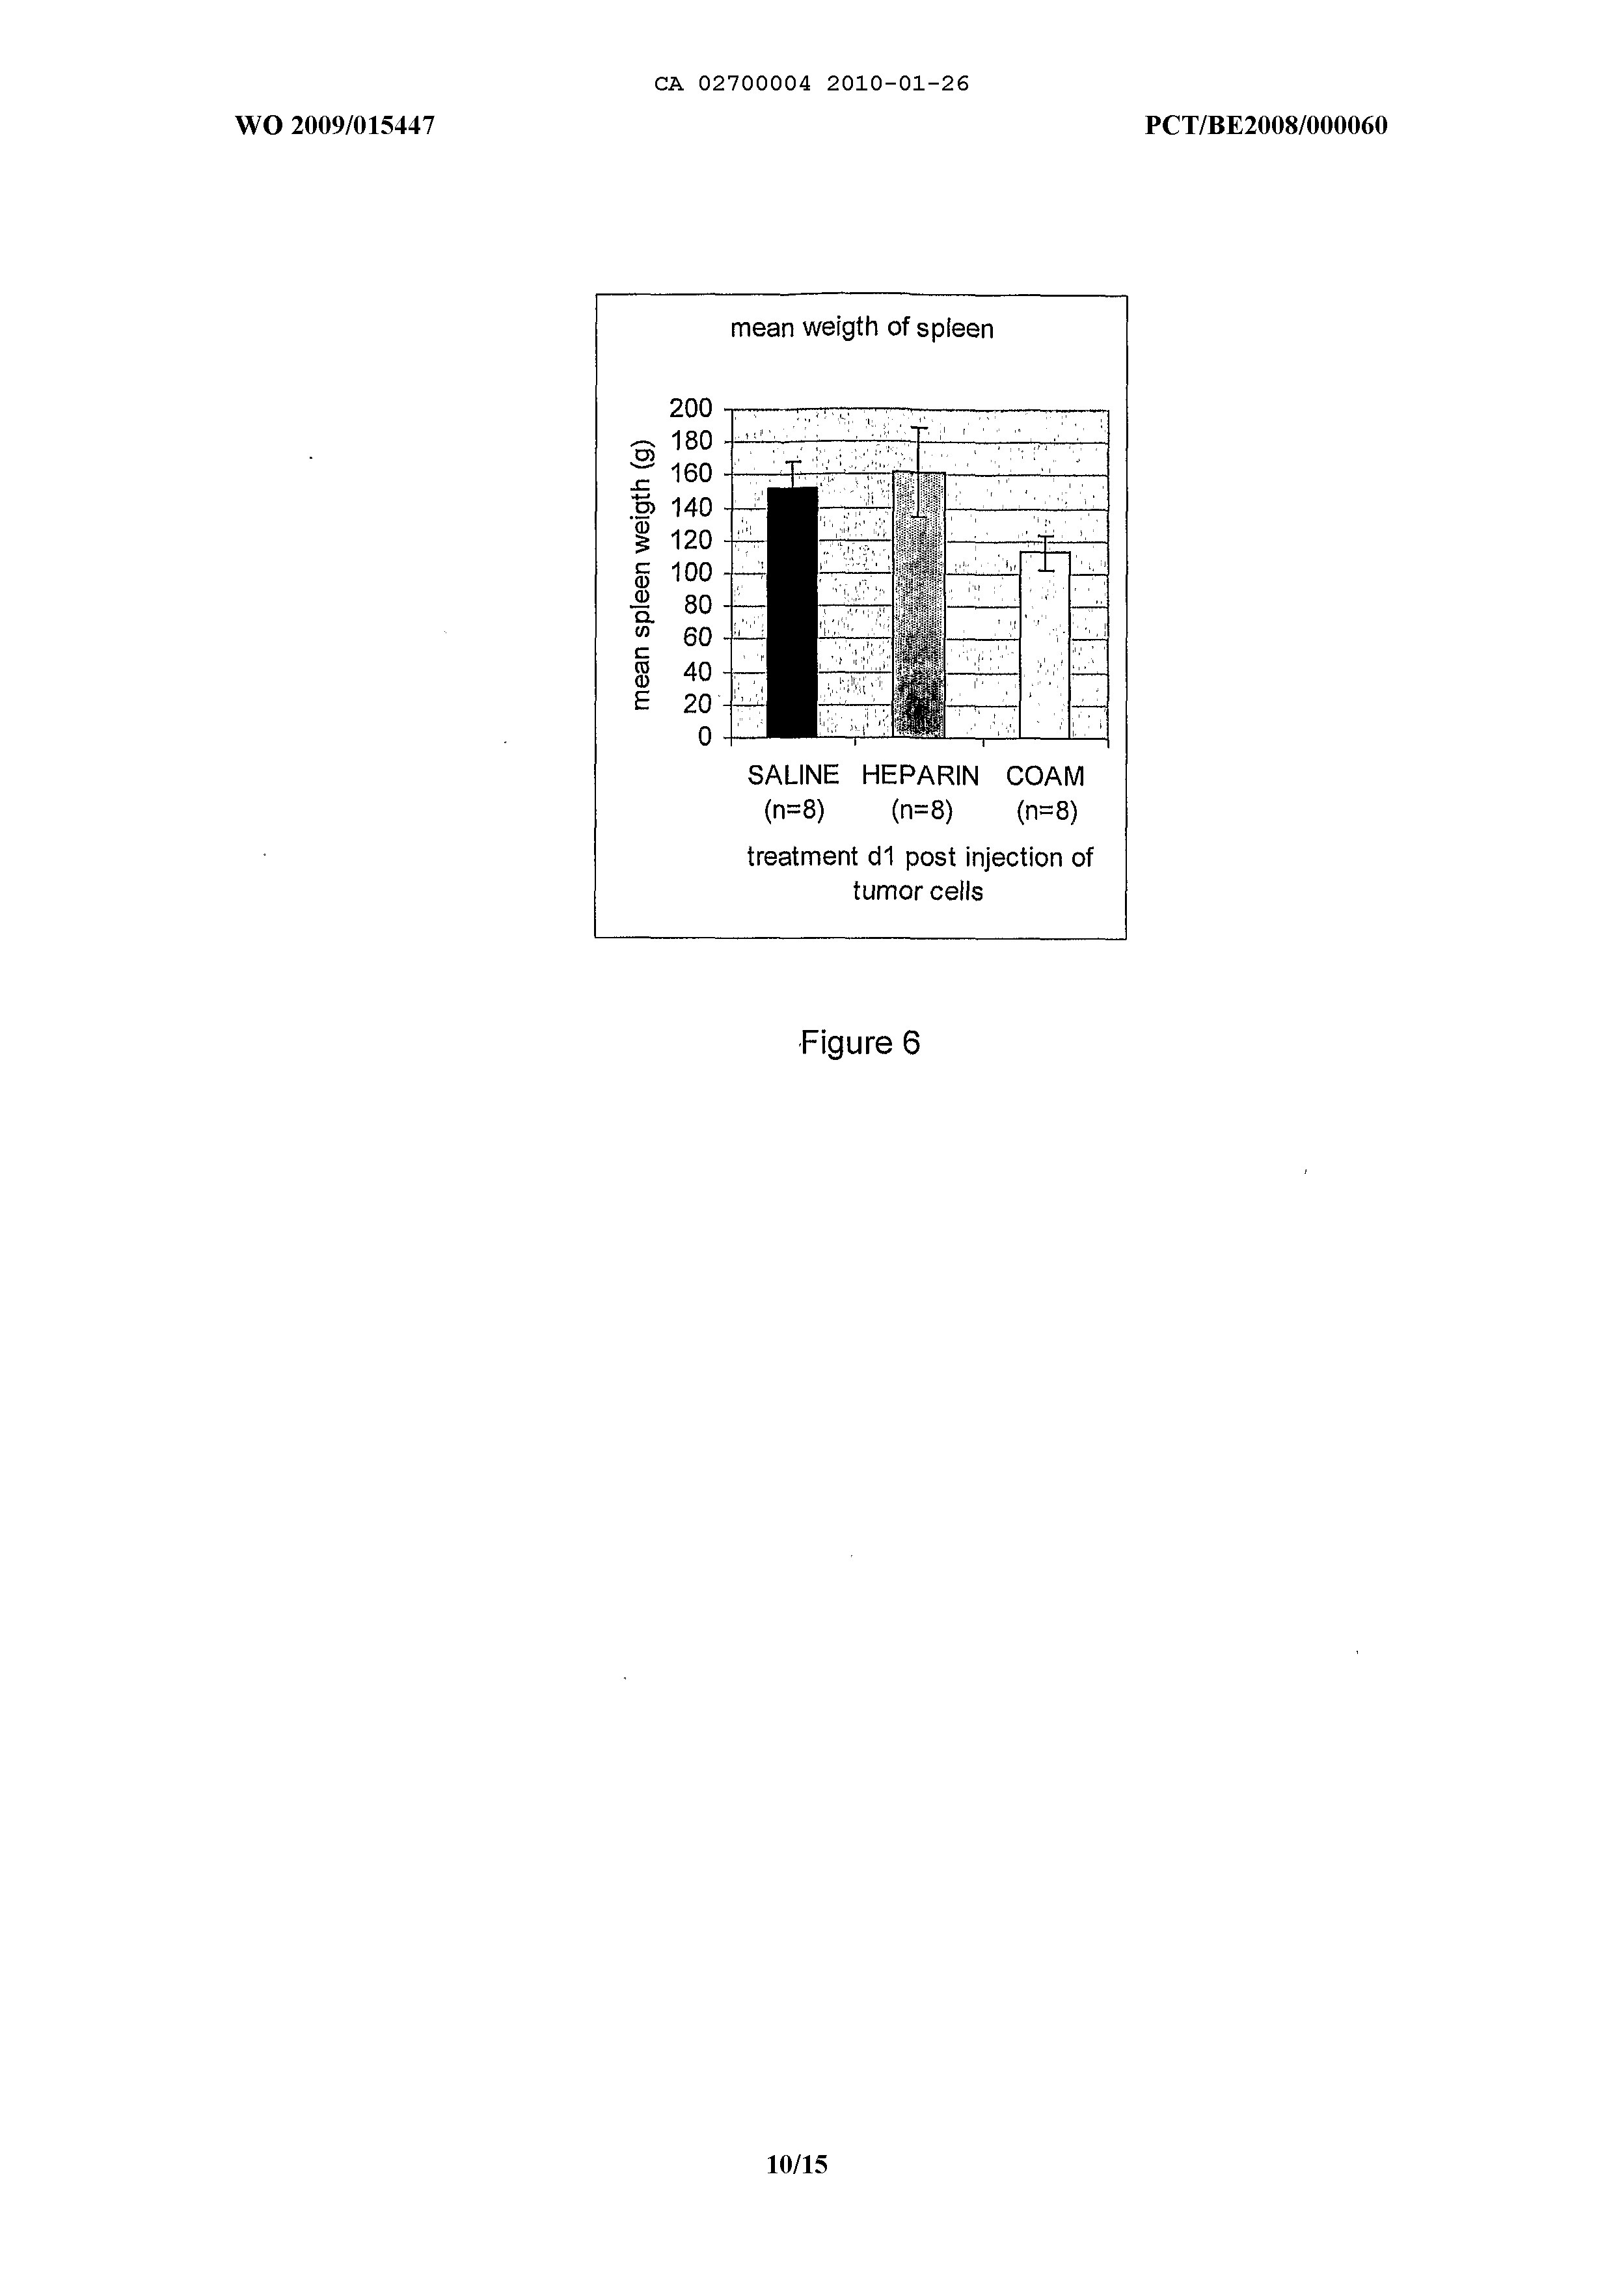 CA 02700004 2010-01-26
WO 2009/015447 PCT/BE2008/000060
mean weigth of spleen
mean spleen weigth (g)
200
180
160
140
120
100
80
60
40
20
0
SALINE HEPARIN COAM
(n=8) (n=8) (n=8)
treatment d1 post injection of
tumor cells
Figure 6
10/15